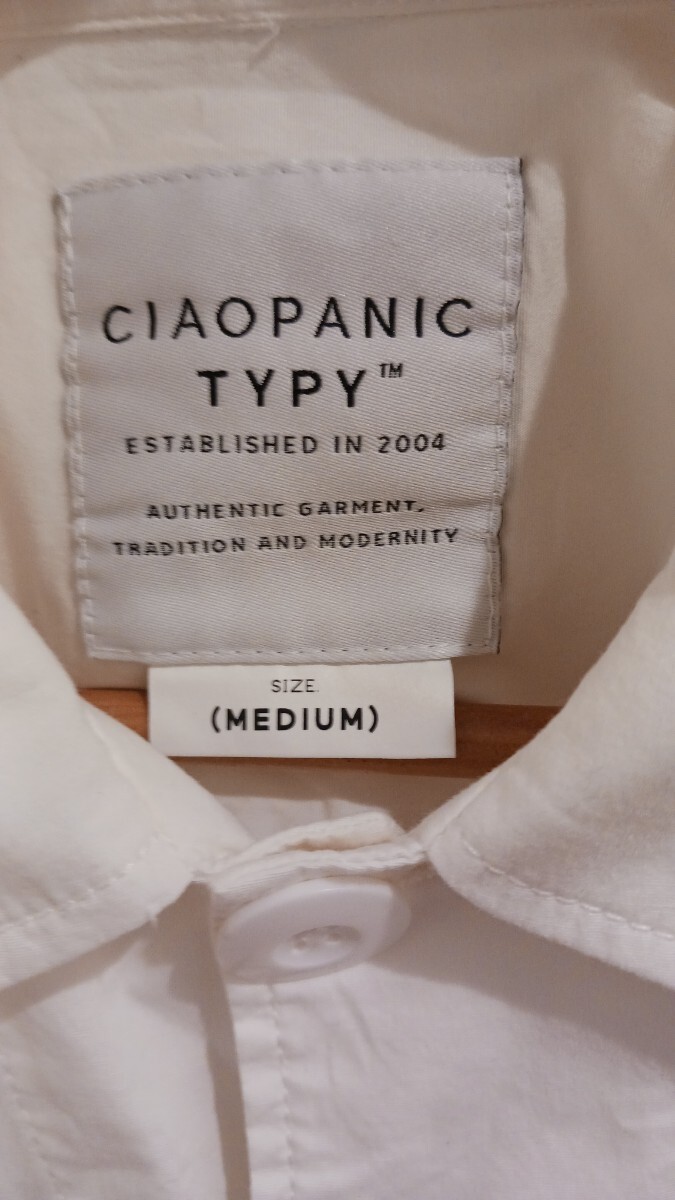 CIAOPANIC
TYPY™
ESTABLISHED IN 2004
AUTHENTIC GARMENT.
TRADITION AND MODERNITY
SIZE.
(MEDIUM)